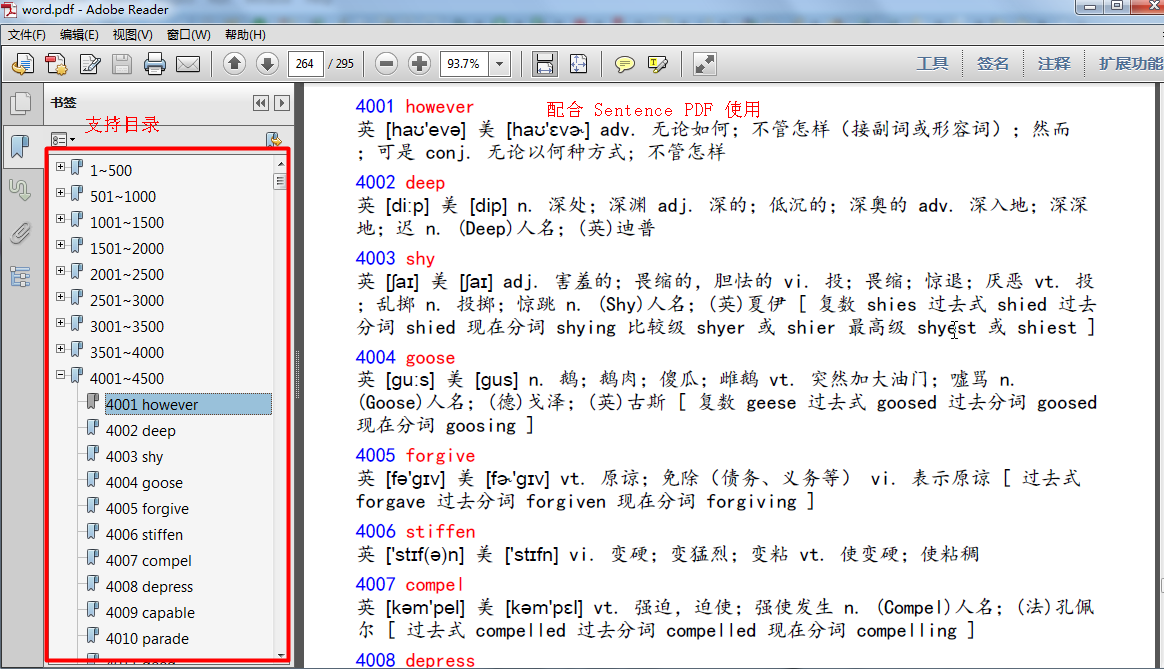 word.pdf - Adobe Reader
文件(F) 编辑(E) 视图(V) 窗口(W) 帮助(H)
264 / 295 93.7% 工具 签名 注释 扩展功能
书签
支持目录
1~500
501~1000
1001~1500
1501~2000
2001~2500
2501~3000
3001~3500
3501~4000
4001~4500
4001 however
4002 deep
4003 shy
4004 goose
4005 forgive
4006 stiffen
4007 compel
4008 depress
4009 capable
4010 parade
配合 Sentence PDF 使用
4001 however
英 [haʊ'evə] 美 [haʊ'ɛvɚ] adv. 无论如何；不管怎样（接副词或形容词）；然而
；可是 conj. 无论以何种方式；不管怎样
4002 deep
英 [diːp] 美 [dip] n. 深处；深渊 adj. 深的；低沉的；深奥的 adv. 深入地；深深
地；迟 n. (Deep)人名；(英)迪普
4003 shy
英 [ʃaɪ] 美 [ʃaɪ] adj. 害羞的；畏缩的，胆怯的 vi. 投；畏缩；惊退；厌恶 vt. 投
；乱掷 n. 投掷；惊跳 n. (Shy)人名；(英)夏伊 [ 复数 shies 过去式 shied 过去
分词 shied 现在分词 shying 比较级 shyer 或 shier 最高级 shyest 或 shiest ]
4004 goose
英 [guːs] 美 [gus] n. 鹅；鹅肉；傻瓜；雌鹅 vt. 突然加大油门；嘘骂 n.
(Goose)人名；(德)戈泽；(英)古斯 [ 复数 geese 过去式 goosed 过去分词 goosed
现在分词 goosing ]
4005 forgive
英 [fə'gɪv] 美 [fɚ'gɪv] vt. 原谅；免除（债务、义务等） vi. 表示原谅 [ 过去式
forgave 过去分词 forgiven 现在分词 forgiving ]
4006 stiffen
英 ['stɪf(ə)n] 美 ['stɪfn] vi. 变硬；变猛烈；变粘 vt. 使变硬；使粘稠
4007 compel
英 [kəm'pel] 美 [kəm'pɛl] vt. 强迫，迫使；强使发生 n. (Compel)人名；(法)孔佩
尔 [ 过去式 compelled 过去分词 compelled 现在分词 compelling ]
4008 depress